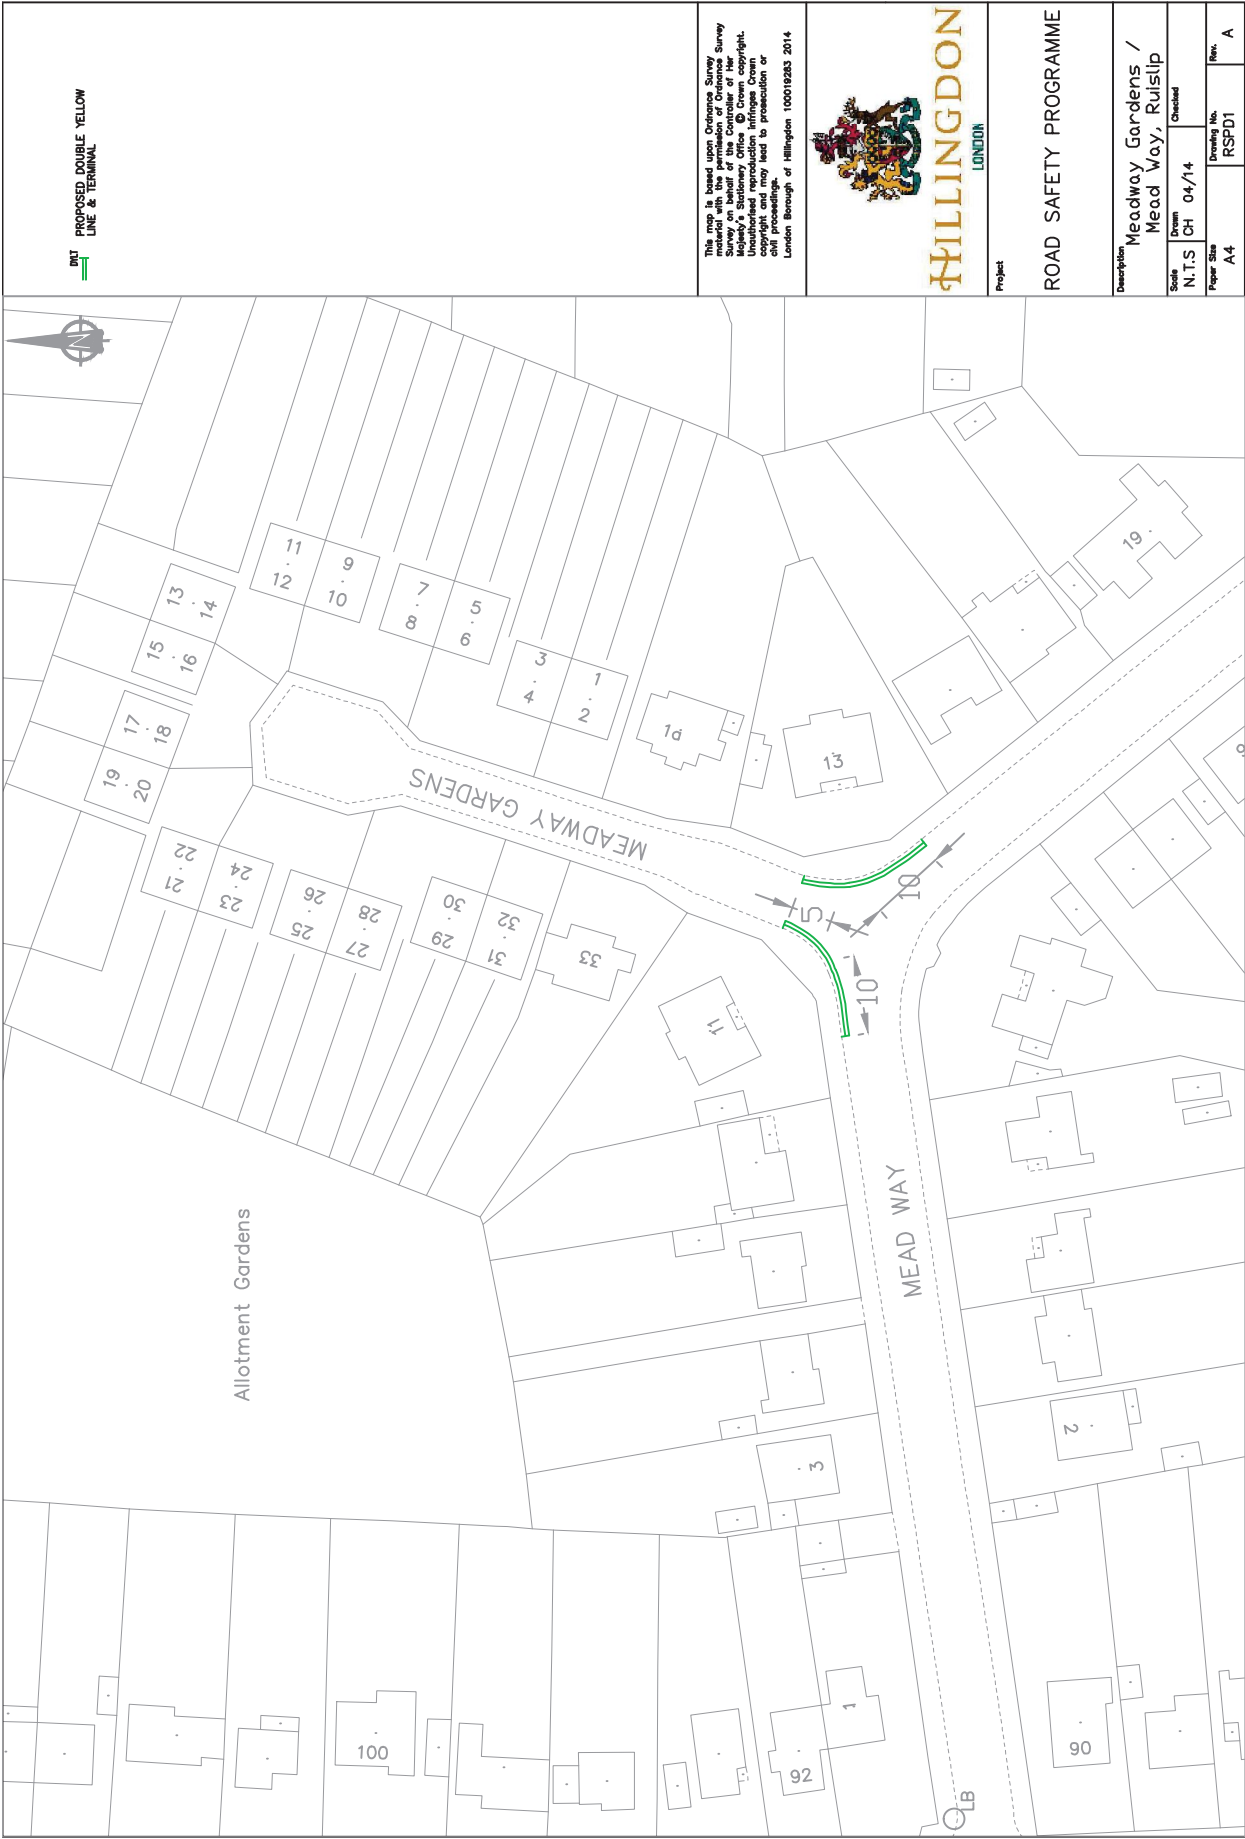 DYLT
PROPOSED DOUBLE YELLOW
LINE & TERMINAL
This map is based upon Ordnance Survey
material with the permission of Ordnance Survey
Survey on behalf of the Controller of Her
Majesty's Stationery Office © Crown copyright.
Unauthorised reproduction infringes Crown
copyright and may lead to prosecution or
civil proceedings.
London Borough of Hillingdon 100019283 2014
HILLINGDON
LONDON
Project
ROAD SAFETY PROGRAMME
Description
Meadway Gardens /
Mead Way, Ruislip
Scale
N.T.S
Drawn
CH 04/14
Checked
Paper Size
A4
Drawing No.
RSPD1
Rev.
A
N
11
12
9
10
7
8
5
6
3
4
1
2
13
14
15
16
17
18
19
20
22
21
24
23
26
25
28
27
30
29
32
31
33
1a
13
19
11
MEADWAY GARDENS
5
10
10
MEAD WAY
Allotment Gardens
3
2
1
92
100
90
9
LB